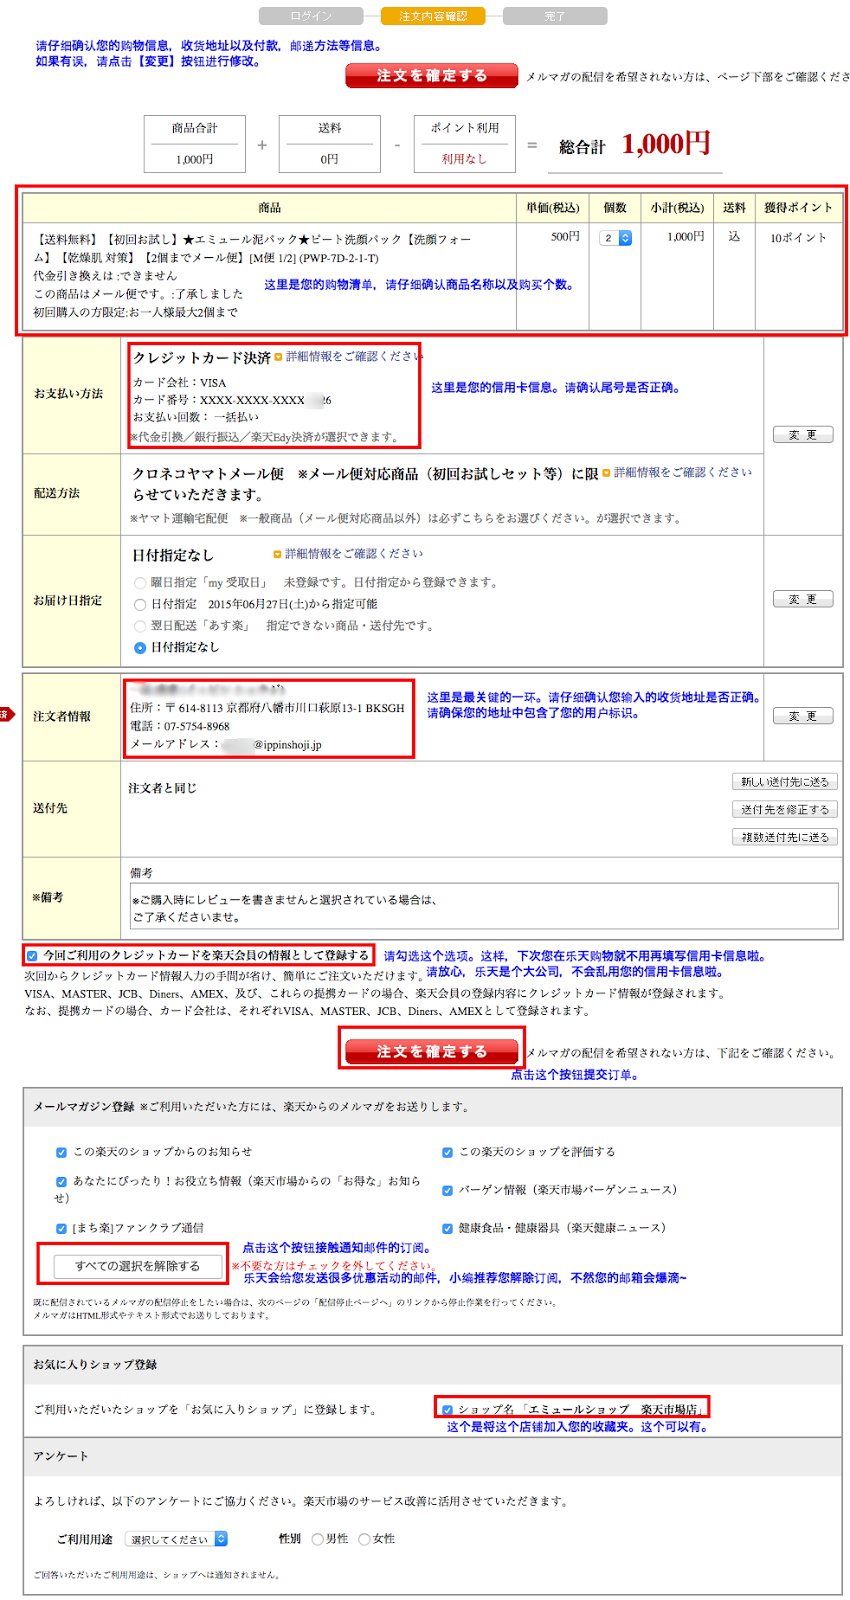 ログイン
注文内容確認
完了
请仔细确认您的购物信息，收货地址以及付款，邮递方法等信息。
如果有误，请点击【变更】按钮进行修改。
注文を確定する
メルマガの配信を希望されない方は、ページ下部をご確認くださ
商品合計
1,000円
+
送料
0円
-
ポイント利用
利用なし
=
総合計 1,000円
商品 単価(税込) 個数 小計(税込) 送料 獲得ポイント
【送料無料】【初回お試し】★エミュール泥パック★ピート洗顔パック【洗顔フォー
ム】【乾燥肌 対策】【2個までメール便】[M便 1/2] (PWP-7D-2-1-T)
代金引き換えは :できません
この商品はメール便です。:了承しました
初回購入の方限定:お一人様最大2個まで
500円 2 1,000円 込 10ポイント
这里是您的购物清单，请仔细确认商品名称以及购买个数。
お支払い方法
クレジットカード決済 詳細情報をご確認ください
カード会社：VISA
カード番号：XXXX-XXXX-XXXX 26
お支払い回数： 一括払い
※代金引換／銀行振込／楽天Edy決済が選択できます。
这里是您的信用卡信息。请确认尾号是否正确。
変 更
配送方法
クロネコヤマトメール便　※メール便対応商品（初回お試しセット等）に限 詳細情報をご確認ください
らせていただきます。
※ヤマト運輸宅配便　※一般商品（メール便対応商品以外）は必ずこちらをお選びください。が選択できます。
お届け日指定
日付指定なし 詳細情報をご確認ください
曜日指定「my 受取日」　未登録です。日付指定から登録できます。
日付指定　2015年06月27日(土)から指定可能
翌日配送「あす楽」　指定できない商品・送付先です。
日付指定なし
変 更
注文者情報
住所：〒614-8113 京都府八幡市川口萩原13-1 BKSGH
電話：07-5754-8968
メールアドレス： @ippinshoji.jp
这里是最关键的一环。请仔细确认您输入的收货地址是否正确。
请确保您的地址中包含了您的用户标识。
変 更
送付先
注文者と同じ
新しい送付先に送る
送付先を修正する
複数送付先に送る
※備考
備考
※ご購入時にレビューを書きませんと選択されている場合は、
ご了承くださいませ。
今回ご利用のクレジットカードを楽天会員の情報として登録する
请勾选这个选项。这样，下次您在乐天购物就不用再填写信用卡信息啦。
次回からクレジットカード情報入力の手間が省け、簡単にご注文いただけます。
请放心，乐天是个大公司，不会乱用您的信用卡信息啦。
VISA、MASTER、JCB、Diners、AMEX、及び、これらの提携カードの場合、楽天会員の登録内容にクレジットカード情報が登録されます。
なお、提携カードの場合、カード会社は、それぞれVISA、MASTER、JCB、Diners、AMEXとして登録されます。
注文を確定する
メルマガの配信を希望されない方は、下記をご確認ください。
点击这个按钮提交订单。
メールマガジン登録 ※ご利用いただいた方には、楽天からのメルマガをお送りします。
この楽天のショップからのお知らせ
この楽天のショップを評価する
あなたにぴったり！お役立ち情報（楽天市場からの「お得な」お知ら
せ）
バーゲン情報（楽天市場バーゲンニュース）
[まち楽]ファンクラブ通信
健康食品・健康器具（楽天健康ニュース）
すべての選択を解除する
点击这个按钮接触通知邮件的订阅。
※不要な方はチェックを外してください。
乐天会给您发送很多优惠活动的邮件，小编推荐您解除订阅，不然您的邮箱会爆滴~
既に配信されているメルマガの配信停止をしたい場合は、次のページの「配信停止ページへ」のリンクから停止作業を行ってください。
メルマガはHTML形式やテキスト形式でお送りしております。
お気に入りショップ登録
ご利用いただいたショップを「お気に入りショップ」に登録します。
ショップ名 「エミュールショップ　楽天市場店」
这个是将这个店铺加入您的收藏夹。这个可以有。
アンケート
よろしければ、以下のアンケートにご協力ください。楽天市場のサービス改善に活用させていただきます。
ご利用用途 選択してください 性別 男性 女性
ご回答いただいたご利用用途は、ショップへは通知されません。